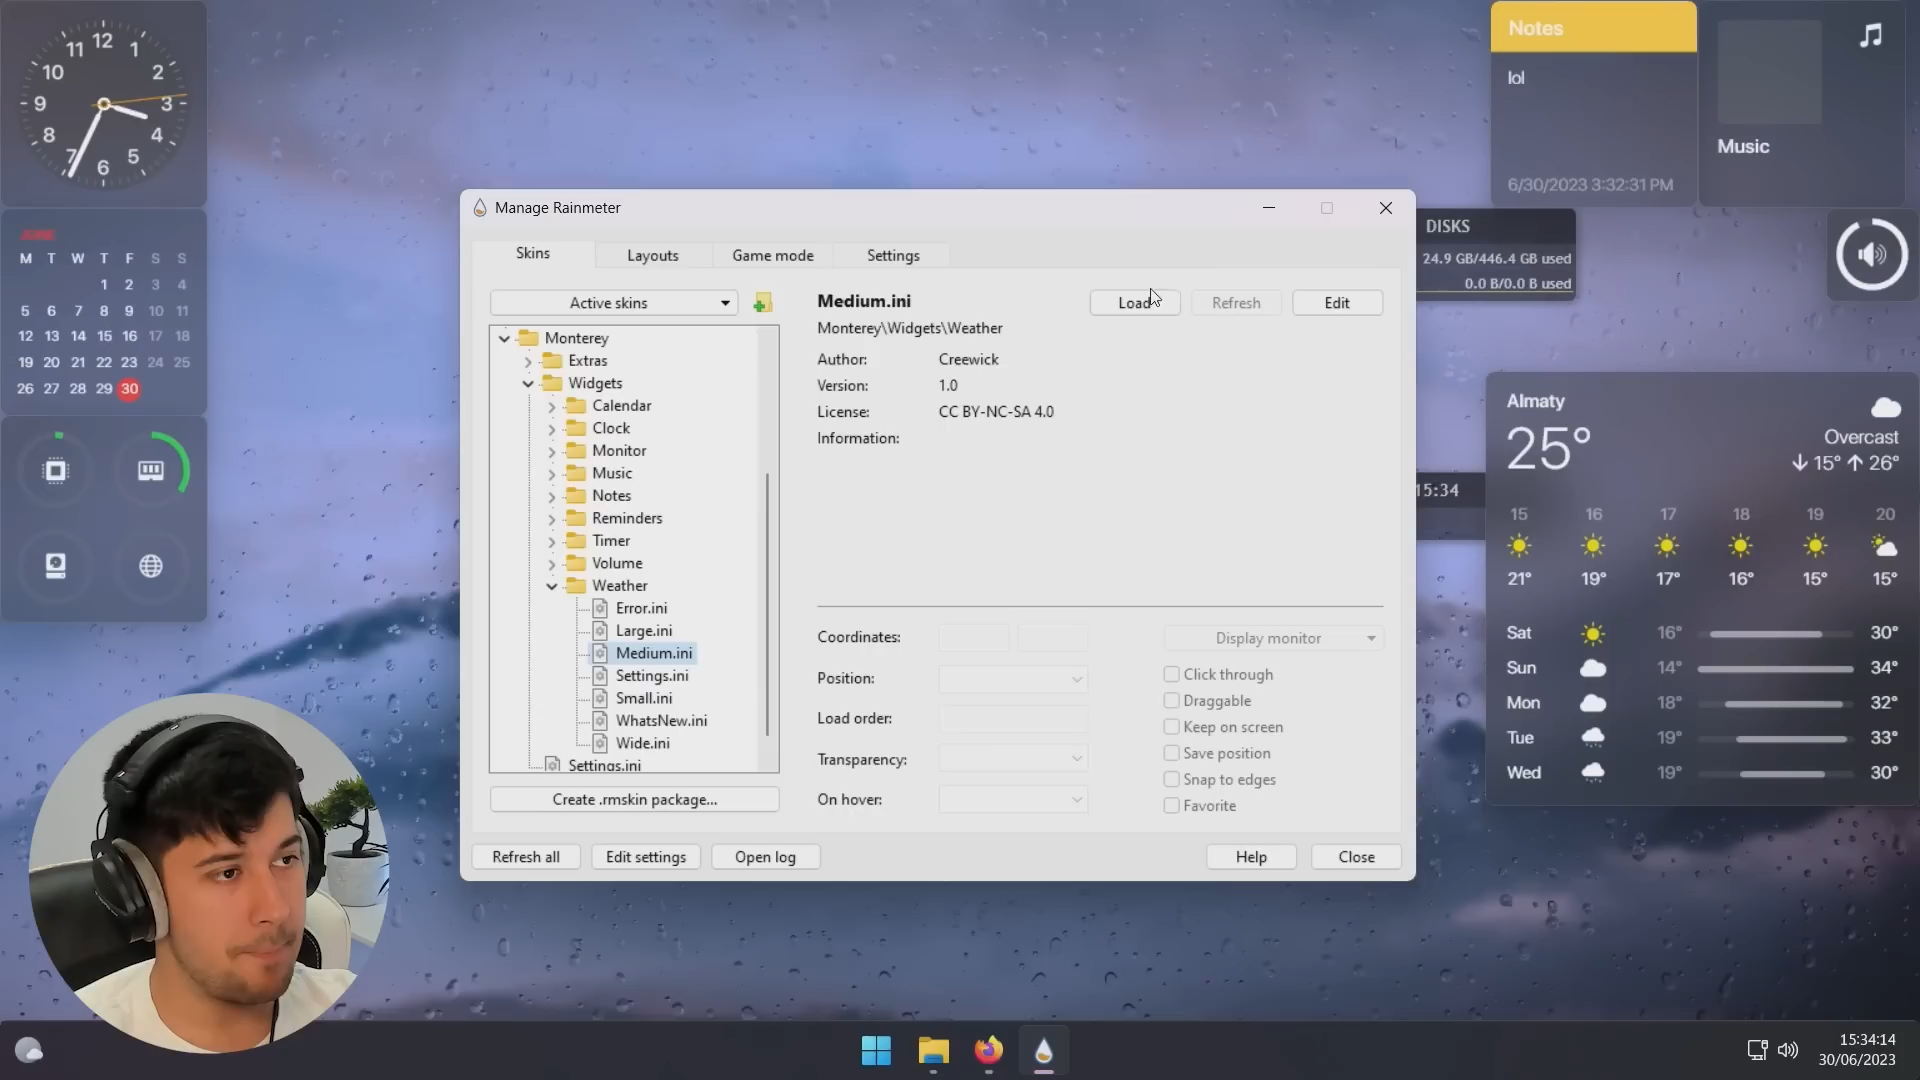 12
11 1
10 2
9 3
8 4
7 5
6
JUNE
M T W T F S S
1 2 3 4
5 6 7 8 9 10 11
12 13 14 15 16 17 18
19 20 21 22 23 24 25
26 27 28 29 30
Notes
lol
6/30/2023 3:32:31 PM
Music
DISKS
24.9 GB/446.4 GB used
0.0 B/0.0 B used
15:34
Almaty
25°
Overcast
↓ 15° ↑ 26°
15 16 17 18 19 20
21° 19° 17° 16° 15° 15°
Sat 16° 30°
Sun 14° 34°
Mon 18° 32°
Tue 19° 33°
Wed 19° 30°
Manage Rainmeter
Skins Layouts Game mode Settings
Active skins
Monterey
Extras
Widgets
Calendar
Clock
Monitor
Music
Notes
Reminders
Timer
Volume
Weather
Error.ini
Large.ini
Medium.ini
Settings.ini
Small.ini
WhatsNew.ini
Wide.ini
Settings.ini
Create .rmskin package...
Medium.ini
Load Refresh Edit
Monterey\Widgets\Weather
Author: Creewick
Version: 1.0
License: CC BY-NC-SA 4.0
Information:
Coordinates:
Position:
Load order:
Transparency:
On hover:
Display monitor
Click through
Draggable
Keep on screen
Save position
Snap to edges
Favorite
Refresh all Edit settings Open log Help Close
15:34:14
30/06/2023